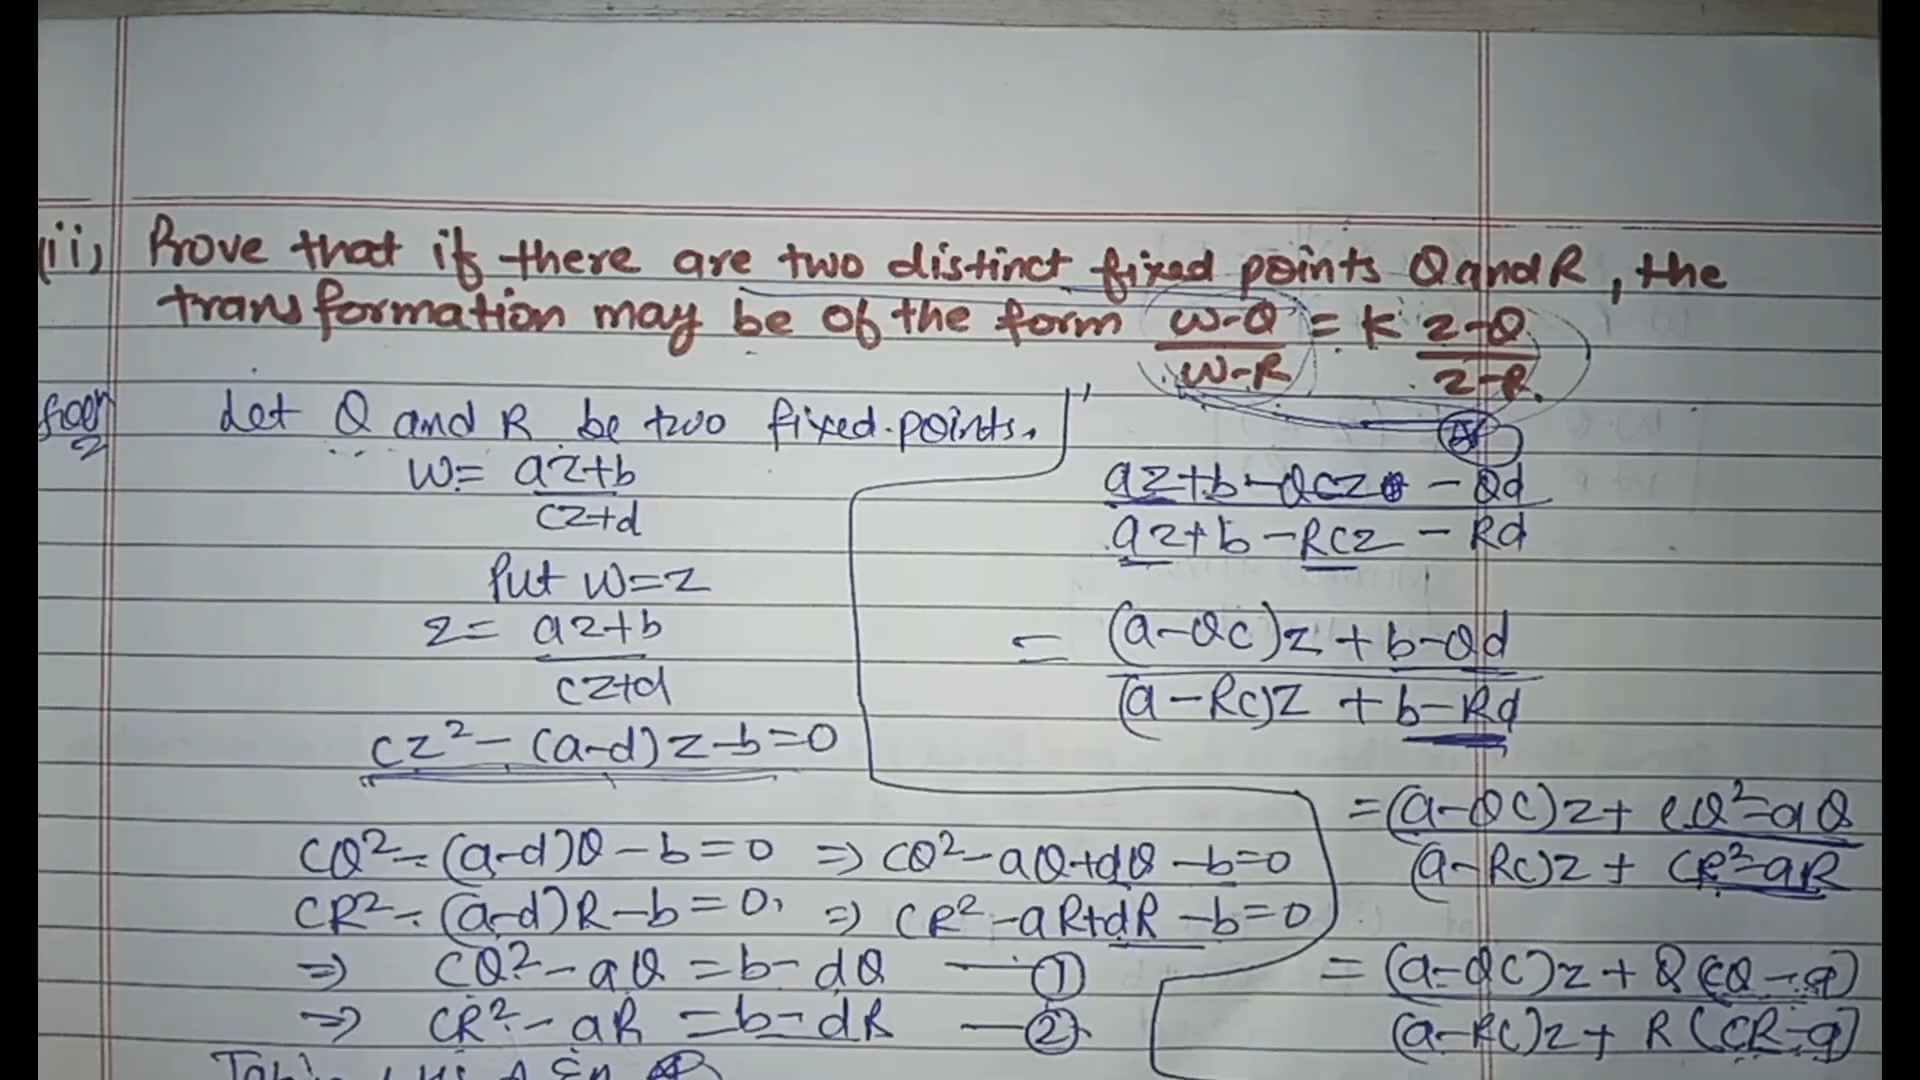 (ii) Prove that if there are two distinct fixed points Q and R, the
transformation may be of the form w-Q/w-R = K z-Q/z-R.
Let Q and R be two fixed points.
w = az+b/cz+d
Put w=z
z = az+b/cz+d
cz²-(a-d)z-b=0
cQ²-(a-d)Q-b=0 ⇒ cQ²-aQ+dQ-b=0
cR²-(a-d)R-b=0, ⇒ cR²-aR+dR-b=0
⇒ cQ²-aQ=b-dQ —①
⇒ cR²-aR=b-dR —②
az+b-Qcz-Qd
az+b-Rcz-Rd
= (a-Qc)z+b-Qd
(a-Rc)z+b-Rd
= (a-Qc)z+cQ²-aQ
(a-Rc)z+cR²-aR
= (a-Qc)z+Q(cQ-a)
(a-Rc)z+R(cR-a)